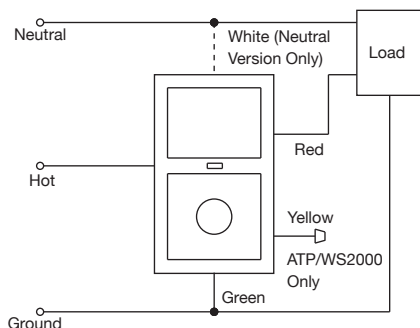 Neutral
White (Neutral
Version Only)
Load
Red
Hot
Yellow
ATP/WS2000
Only
Green
Ground